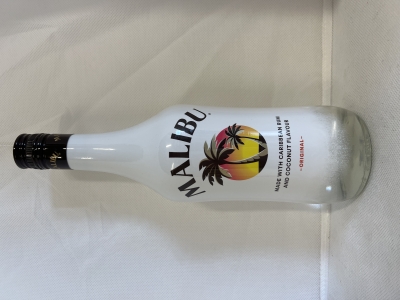 MALIBU
MADE WITH CARIBBEAN RUM
AND COCONUT FLAVOUR
-ORIGINAL-